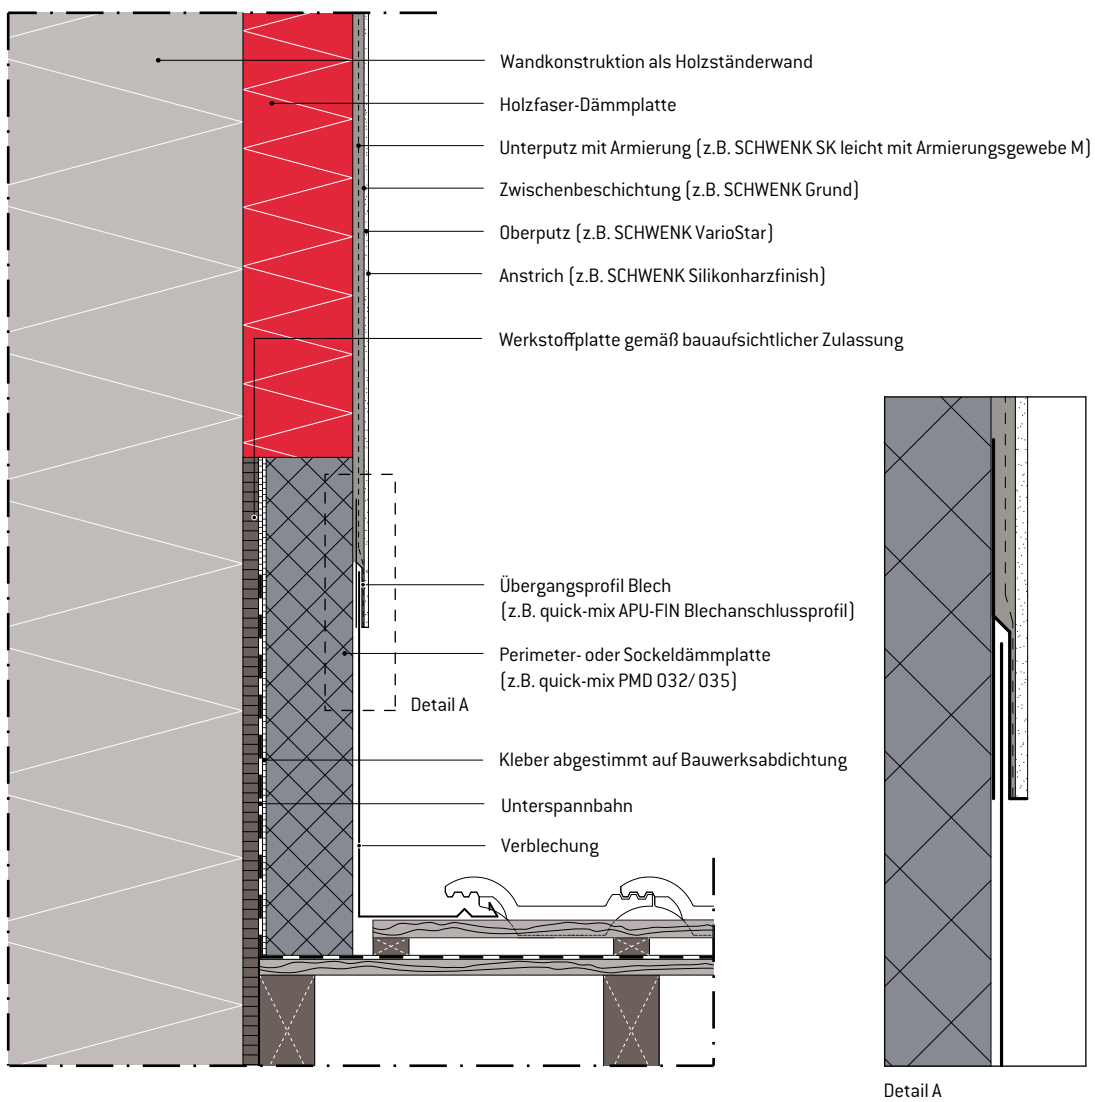 Wandkonstruktion als Holzständerwand
Holzfaser-Dämmplatte
Unterputz mit Armierung (z.B. SCHWENK SK leicht mit Armierungsgewebe M)
Zwischenbeschichtung (z.B. SCHWENK Grund)
Oberputz (z.B. SCHWENK VarioStar)
Anstrich (z.B. SCHWENK Silikonharzfinish)
Werkstoffplatte gemäß bauaufsichtlicher Zulassung
Übergangsprofil Blech
(z.B. quick-mix APU-FIN Blechanschlussprofil)
Perimeter- oder Sockeldämmplatte
(z.B. quick-mix PMD 032/ 035)
Detail A
Kleber abgestimmt auf Bauwerksabdichtung
Unterspannbahn
Verblechung
Detail A